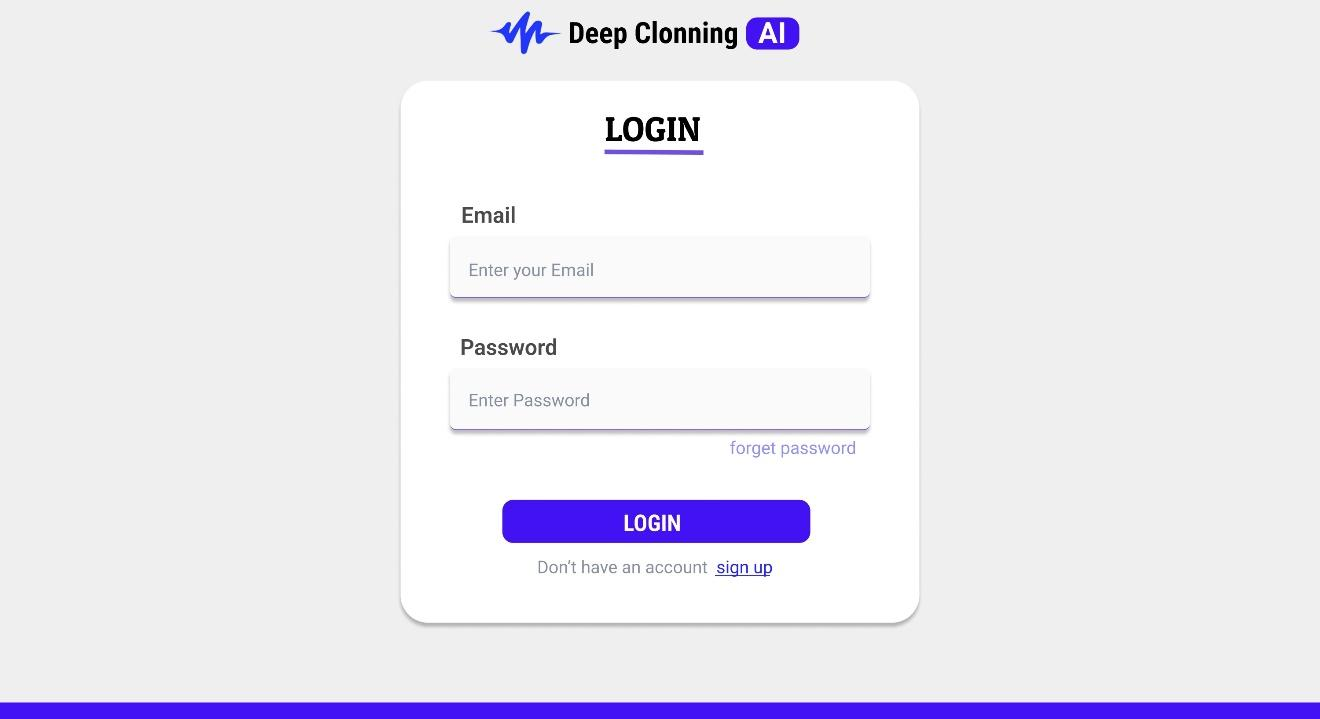 Deep Clonning AI
LOGIN
Email
Enter your Email
Password
Enter Password
forget password
LOGIN
Don't have an account sign up